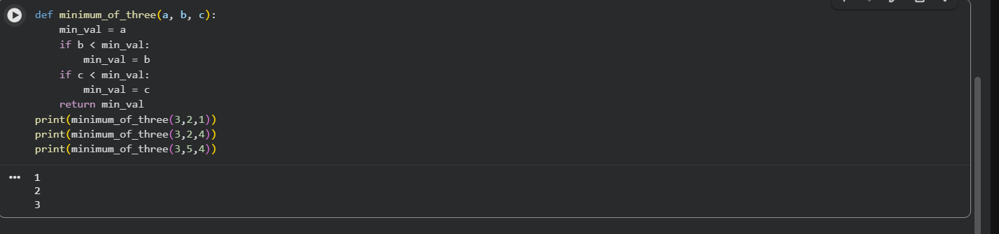 def minimum_of_three(a, b, c):
    min_val = a
    if b < min_val:
        min_val = b
    if c < min_val:
        min_val = c
    return min_val
print(minimum_of_three(3,2,1))
print(minimum_of_three(3,2,4))
print(minimum_of_three(3,5,4))
1
2
3